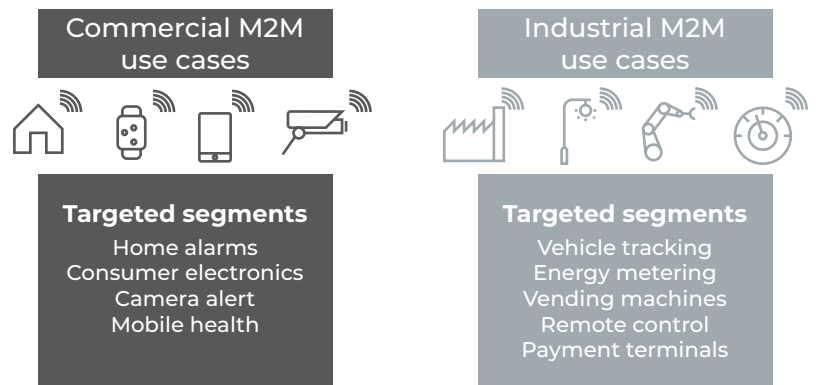 Commercial M2M
use cases
Targeted segments
Home alarms
Consumer electronics
Camera alert
Mobile health
Industrial M2M
use cases
Targeted segments
Vehicle tracking
Energy metering
Vending machines
Remote control
Payment terminals